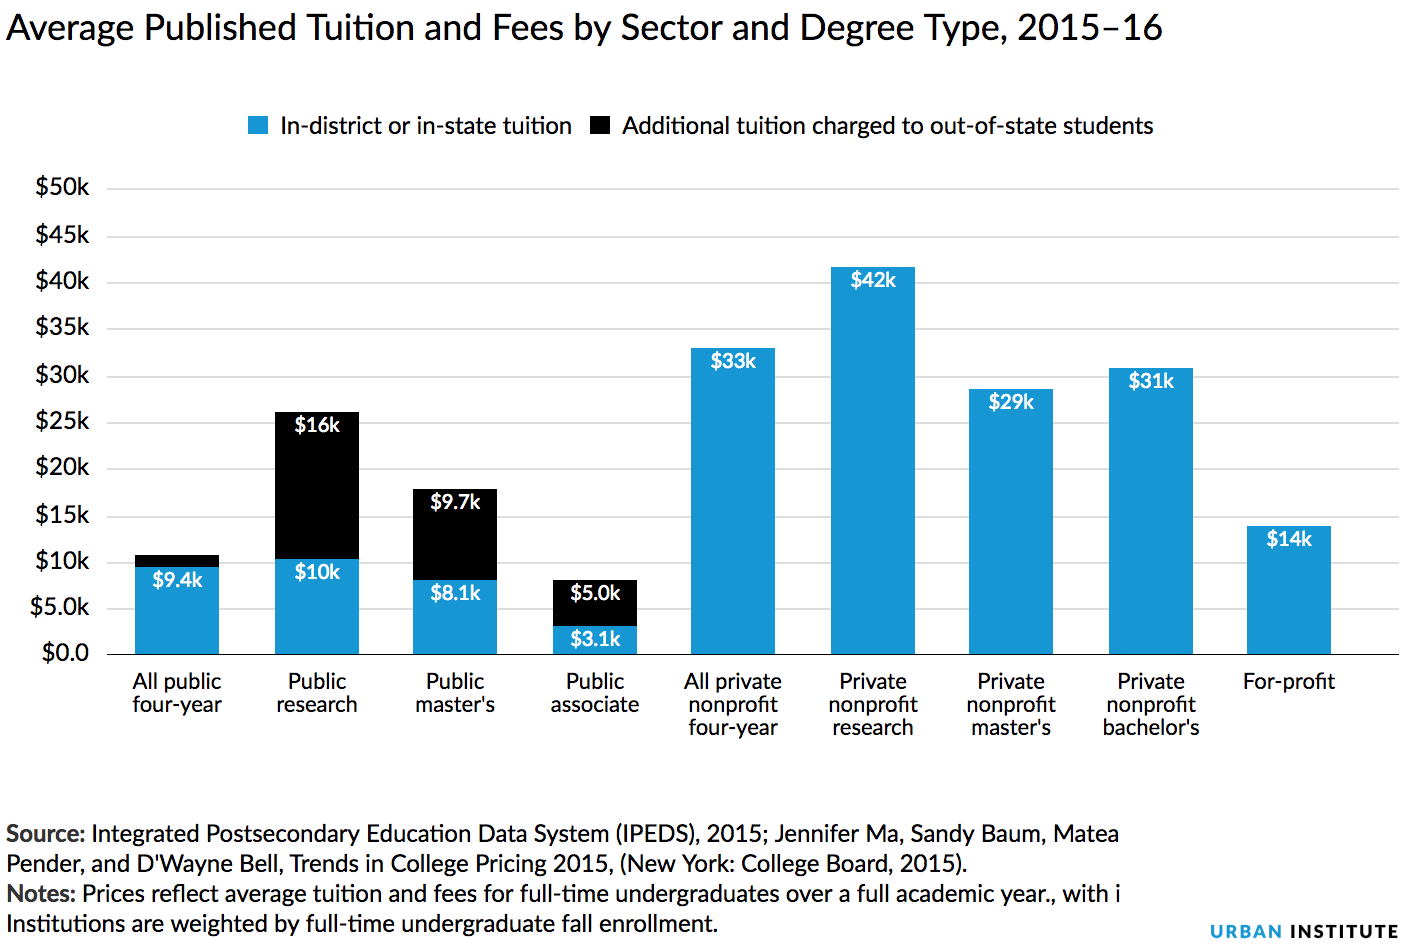 Average Published Tuition and Fees by Sector and Degree Type, 2015–16
In-district or in-state tuition Additional tuition charged to out-of-state students
$50k
$45k
$40k
$35k
$30k
$25k
$20k
$15k
$10k
$5.0k
$0.0
$9.4k
$16k
$10k
$9.7k
$8.1k
$5.0k
$3.1k
$33k
$42k
$29k
$31k
$14k
All public
four-year
Public
research
Public
master's
Public
associate
All private
nonprofit
four-year
Private
nonprofit
research
Private
nonprofit
master's
Private
nonprofit
bachelor's
For-profit
Source: Integrated Postsecondary Education Data System (IPEDS), 2015; Jennifer Ma, Sandy Baum, Matea
Pender, and D'Wayne Bell, Trends in College Pricing 2015, (New York: College Board, 2015).
Notes: Prices reflect average tuition and fees for full-time undergraduates over a full academic year., with i
Institutions are weighted by full-time undergraduate fall enrollment.
URBAN INSTITUTE